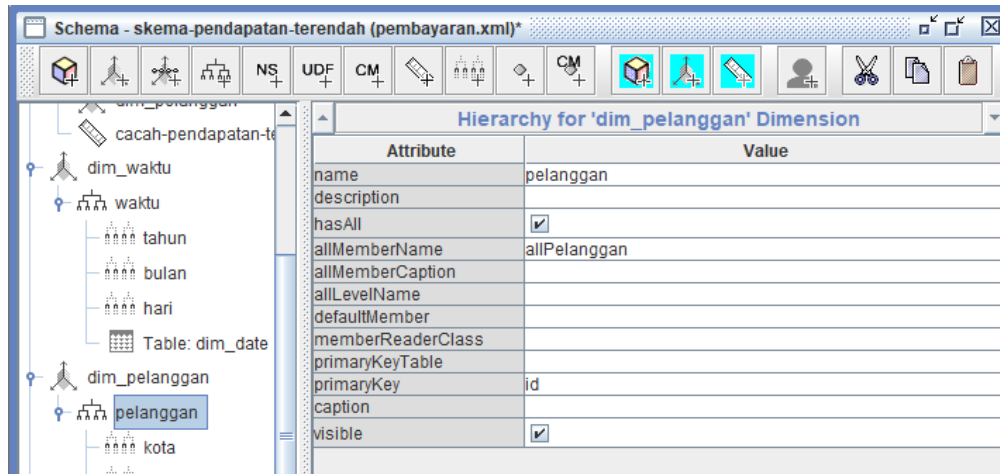 Schema - skema-pendapatan-terendah (pembayaran.xml)*
NS UDF CM CM
dim_pelanggan
cacah-pendapatan-te
dim_waktu
waktu
tahun
bulan
hari
Table: dim_date
dim_pelanggan
pelanggan
kota
Hierarchy for 'dim_pelanggan' Dimension
Attribute Value
name pelanggan
description
hasAll
allMemberName allPelanggan
allMemberCaption
allLevelName
defaultMember
memberReaderClass
primaryKeyTable
primaryKey id
caption
visible